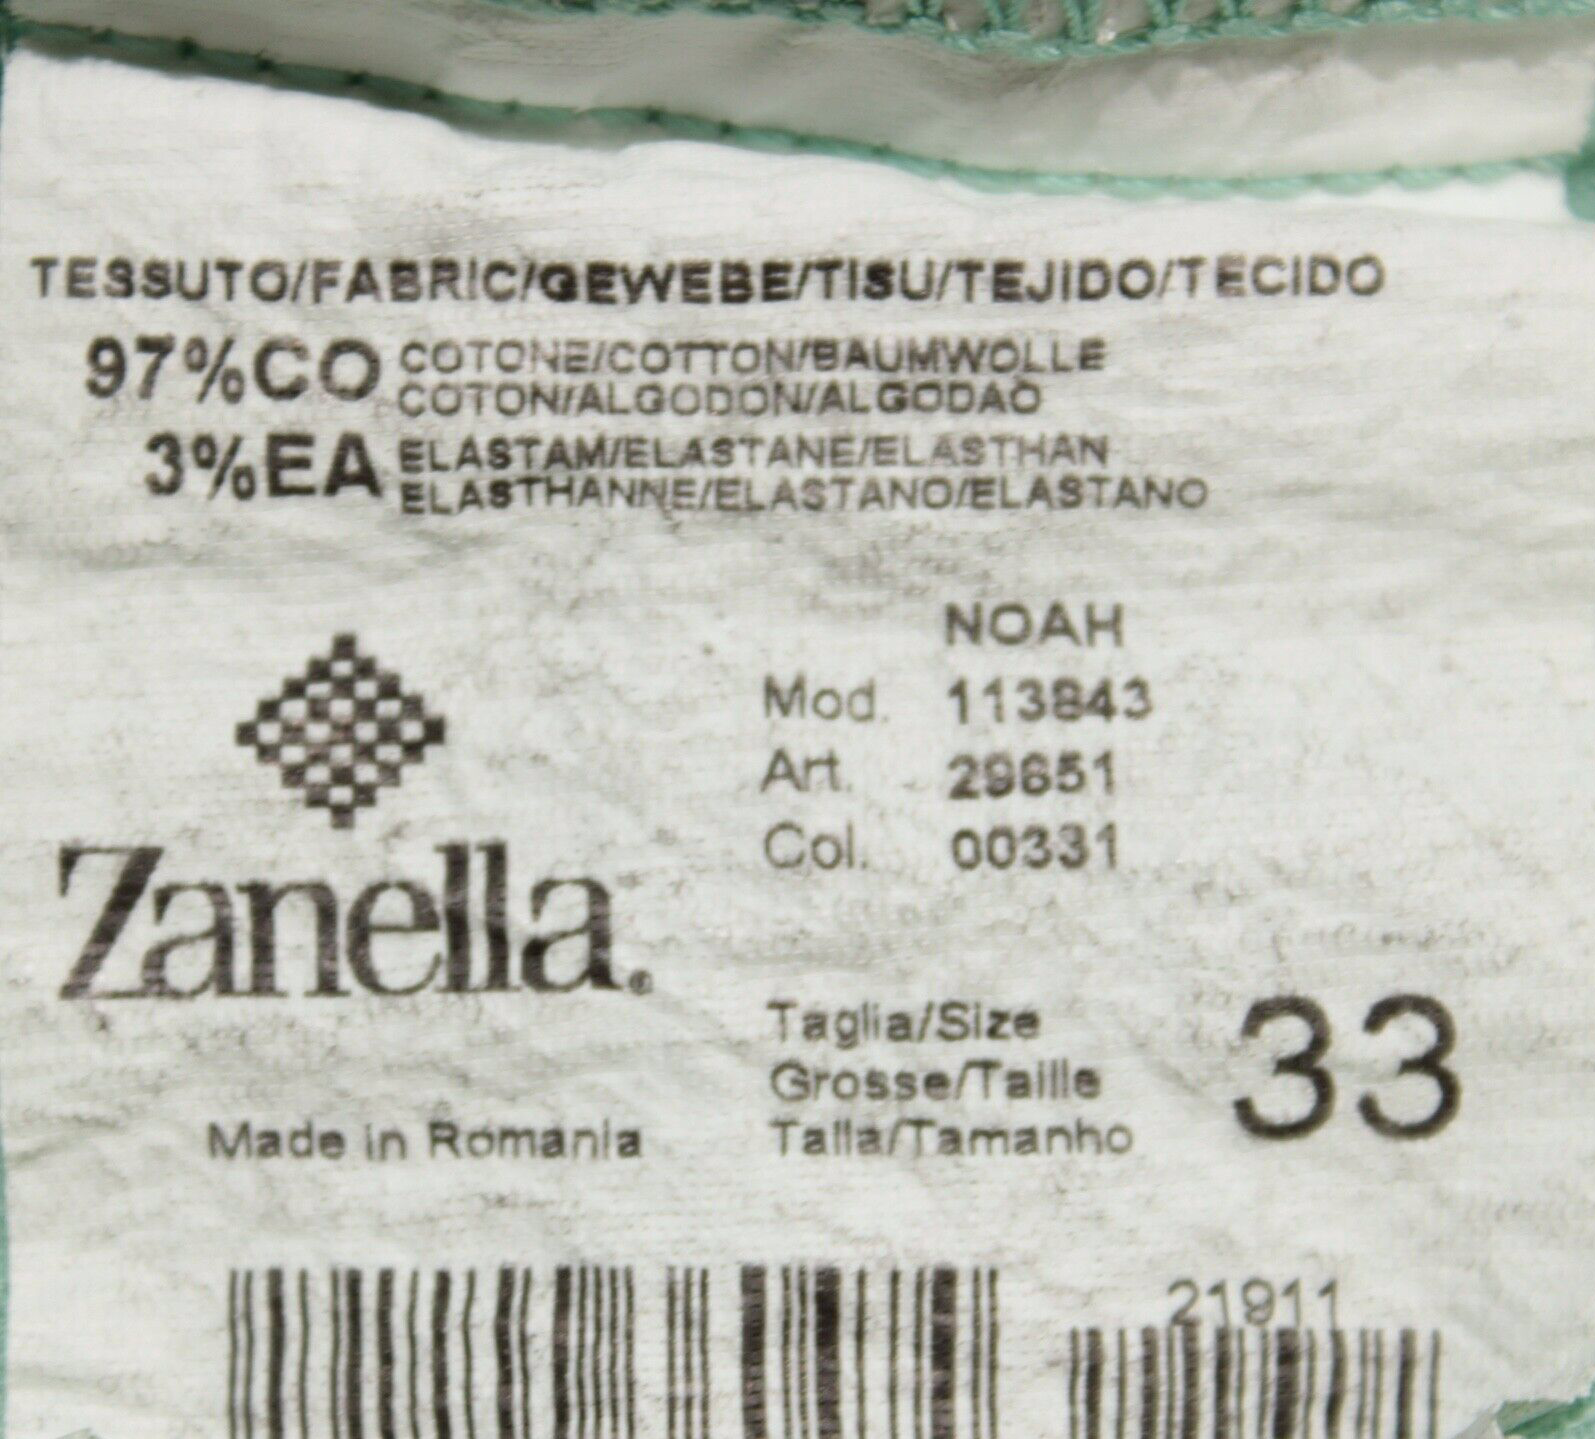 TESSUTO/FABRIC/GEWEBE/TISU/TEJIDO/TECIDO
97%CO COTONE/COTTON/BAUMWOLLE
COTON/ALGODON/ALGODAO
3%EA ELASTAM/ELASTANE/ELASTHAN
ELASTHANNE/ELASTANO/ELASTANO
NOAH
Mod. 113843
Art. 29651
Col. 00331
Zanella®
Taglia/Size
Grosse/Taille
Talla/Tamanho
33
Made in Romania
21911